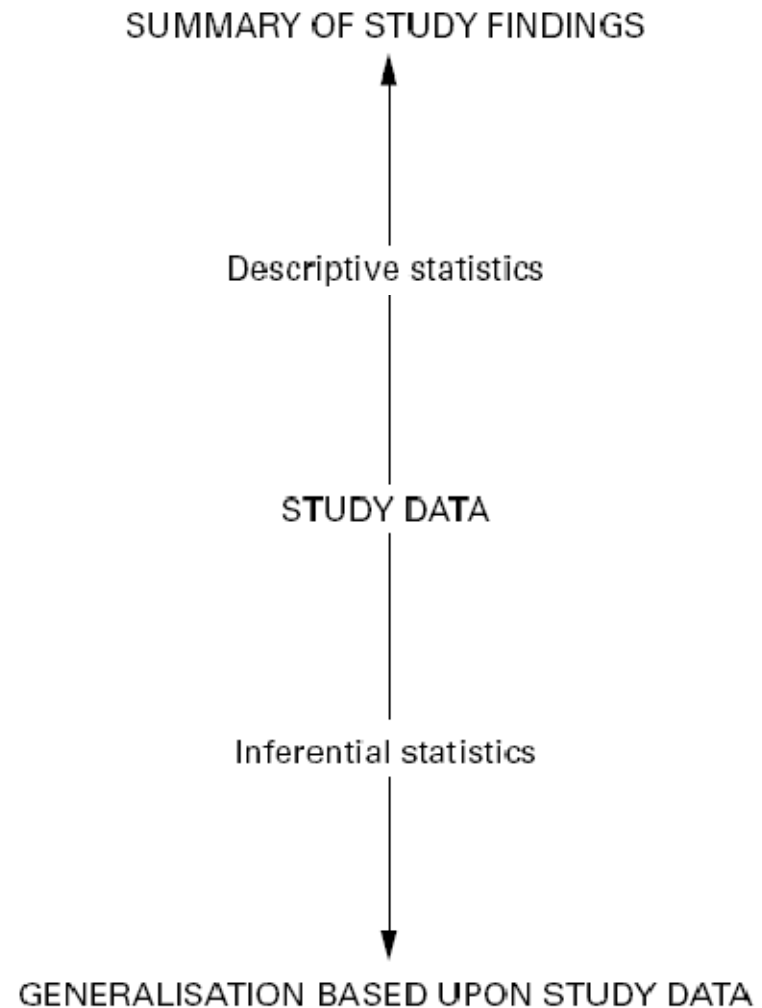 SUMMARY OF STUDY FINDINGS
Descriptive statistics
STUDY DATA
Inferential statistics
GENERALISATION BASED UPON STUDY DATA